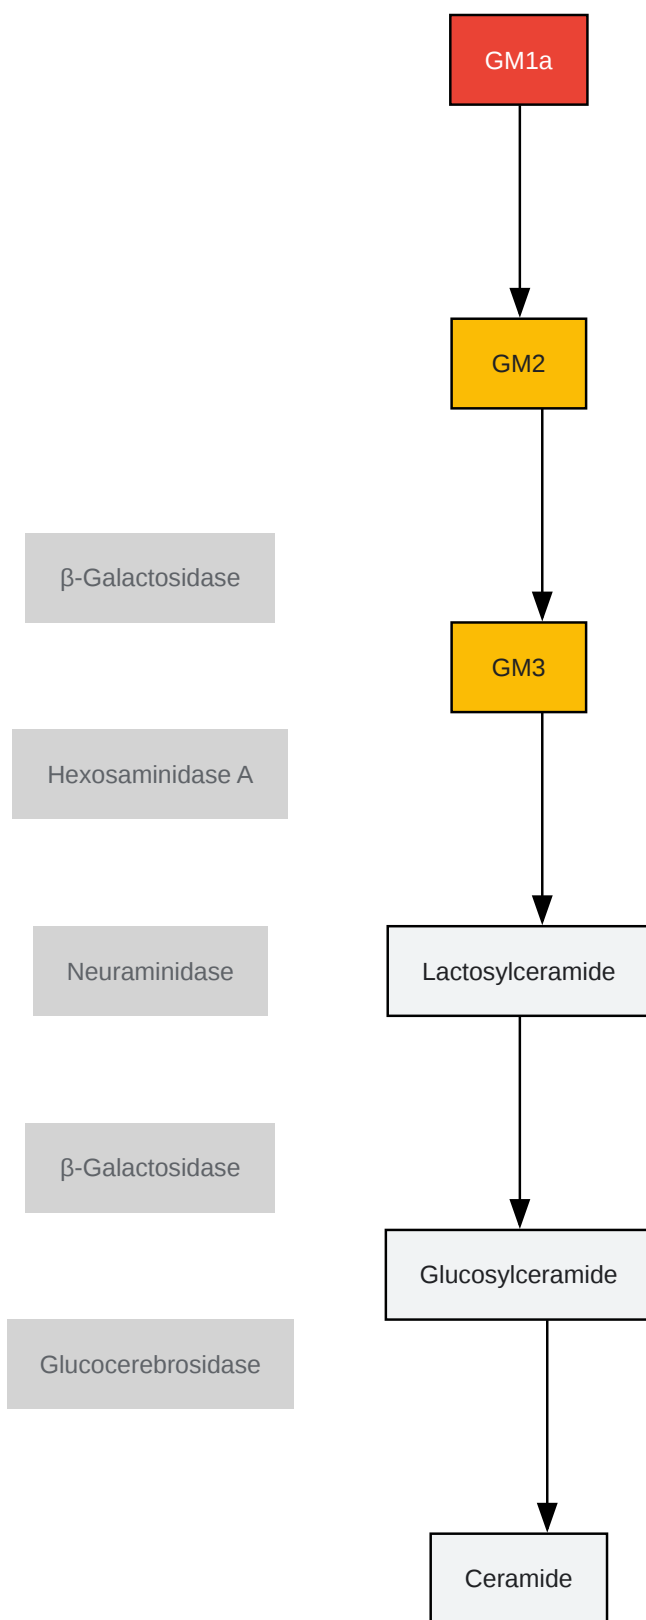 GM1a
GM2
β-Galactosidase
GM3
Hexosaminidase A
Neuraminidase
Lactosylceramide
β-Galactosidase
Glucosylceramide
Glucocerebrosidase
Ceramide